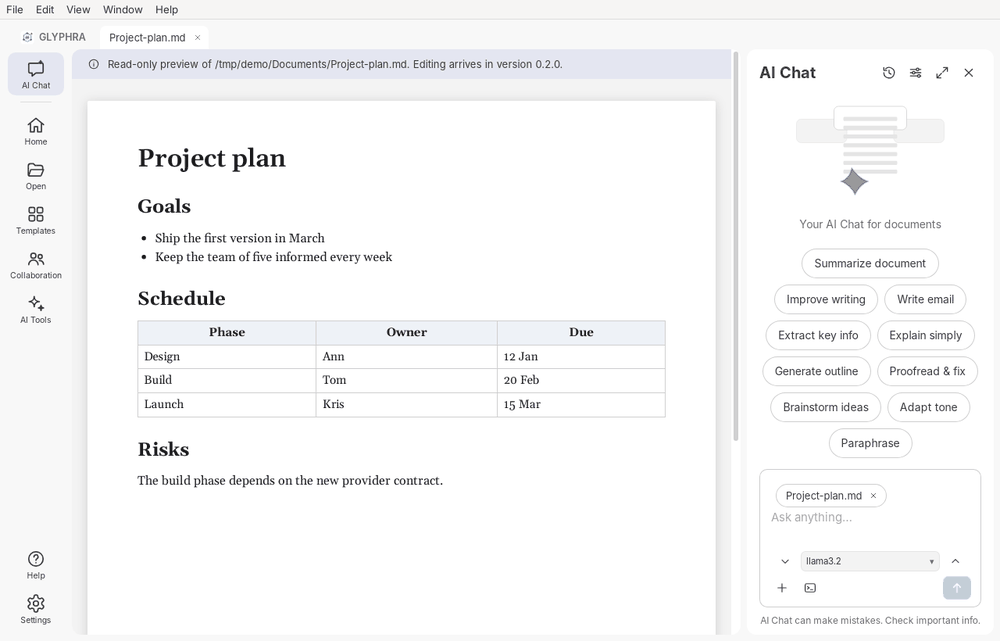 File Edit View Window Help
GLYPHRA
Project-plan.md ×
AI Chat
Home
Open
Templates
Collaboration
AI Tools
Help
Settings
Read-only preview of /tmp/demo/Documents/Project-plan.md. Editing arrives in version 0.2.0.
Project plan
Goals
• Ship the first version in March
• Keep the team of five informed every week
Schedule
Phase Owner Due
Design Ann 12 Jan
Build Tom 20 Feb
Launch Kris 15 Mar
Risks
The build phase depends on the new provider contract.
AI Chat
Your AI Chat for documents
Summarize document
Improve writing Write email
Extract key info Explain simply
Generate outline Proofread & fix
Brainstorm ideas Adapt tone
Paraphrase
Project-plan.md ×
Ask anything...
llama3.2
AI Chat can make mistakes. Check important info.